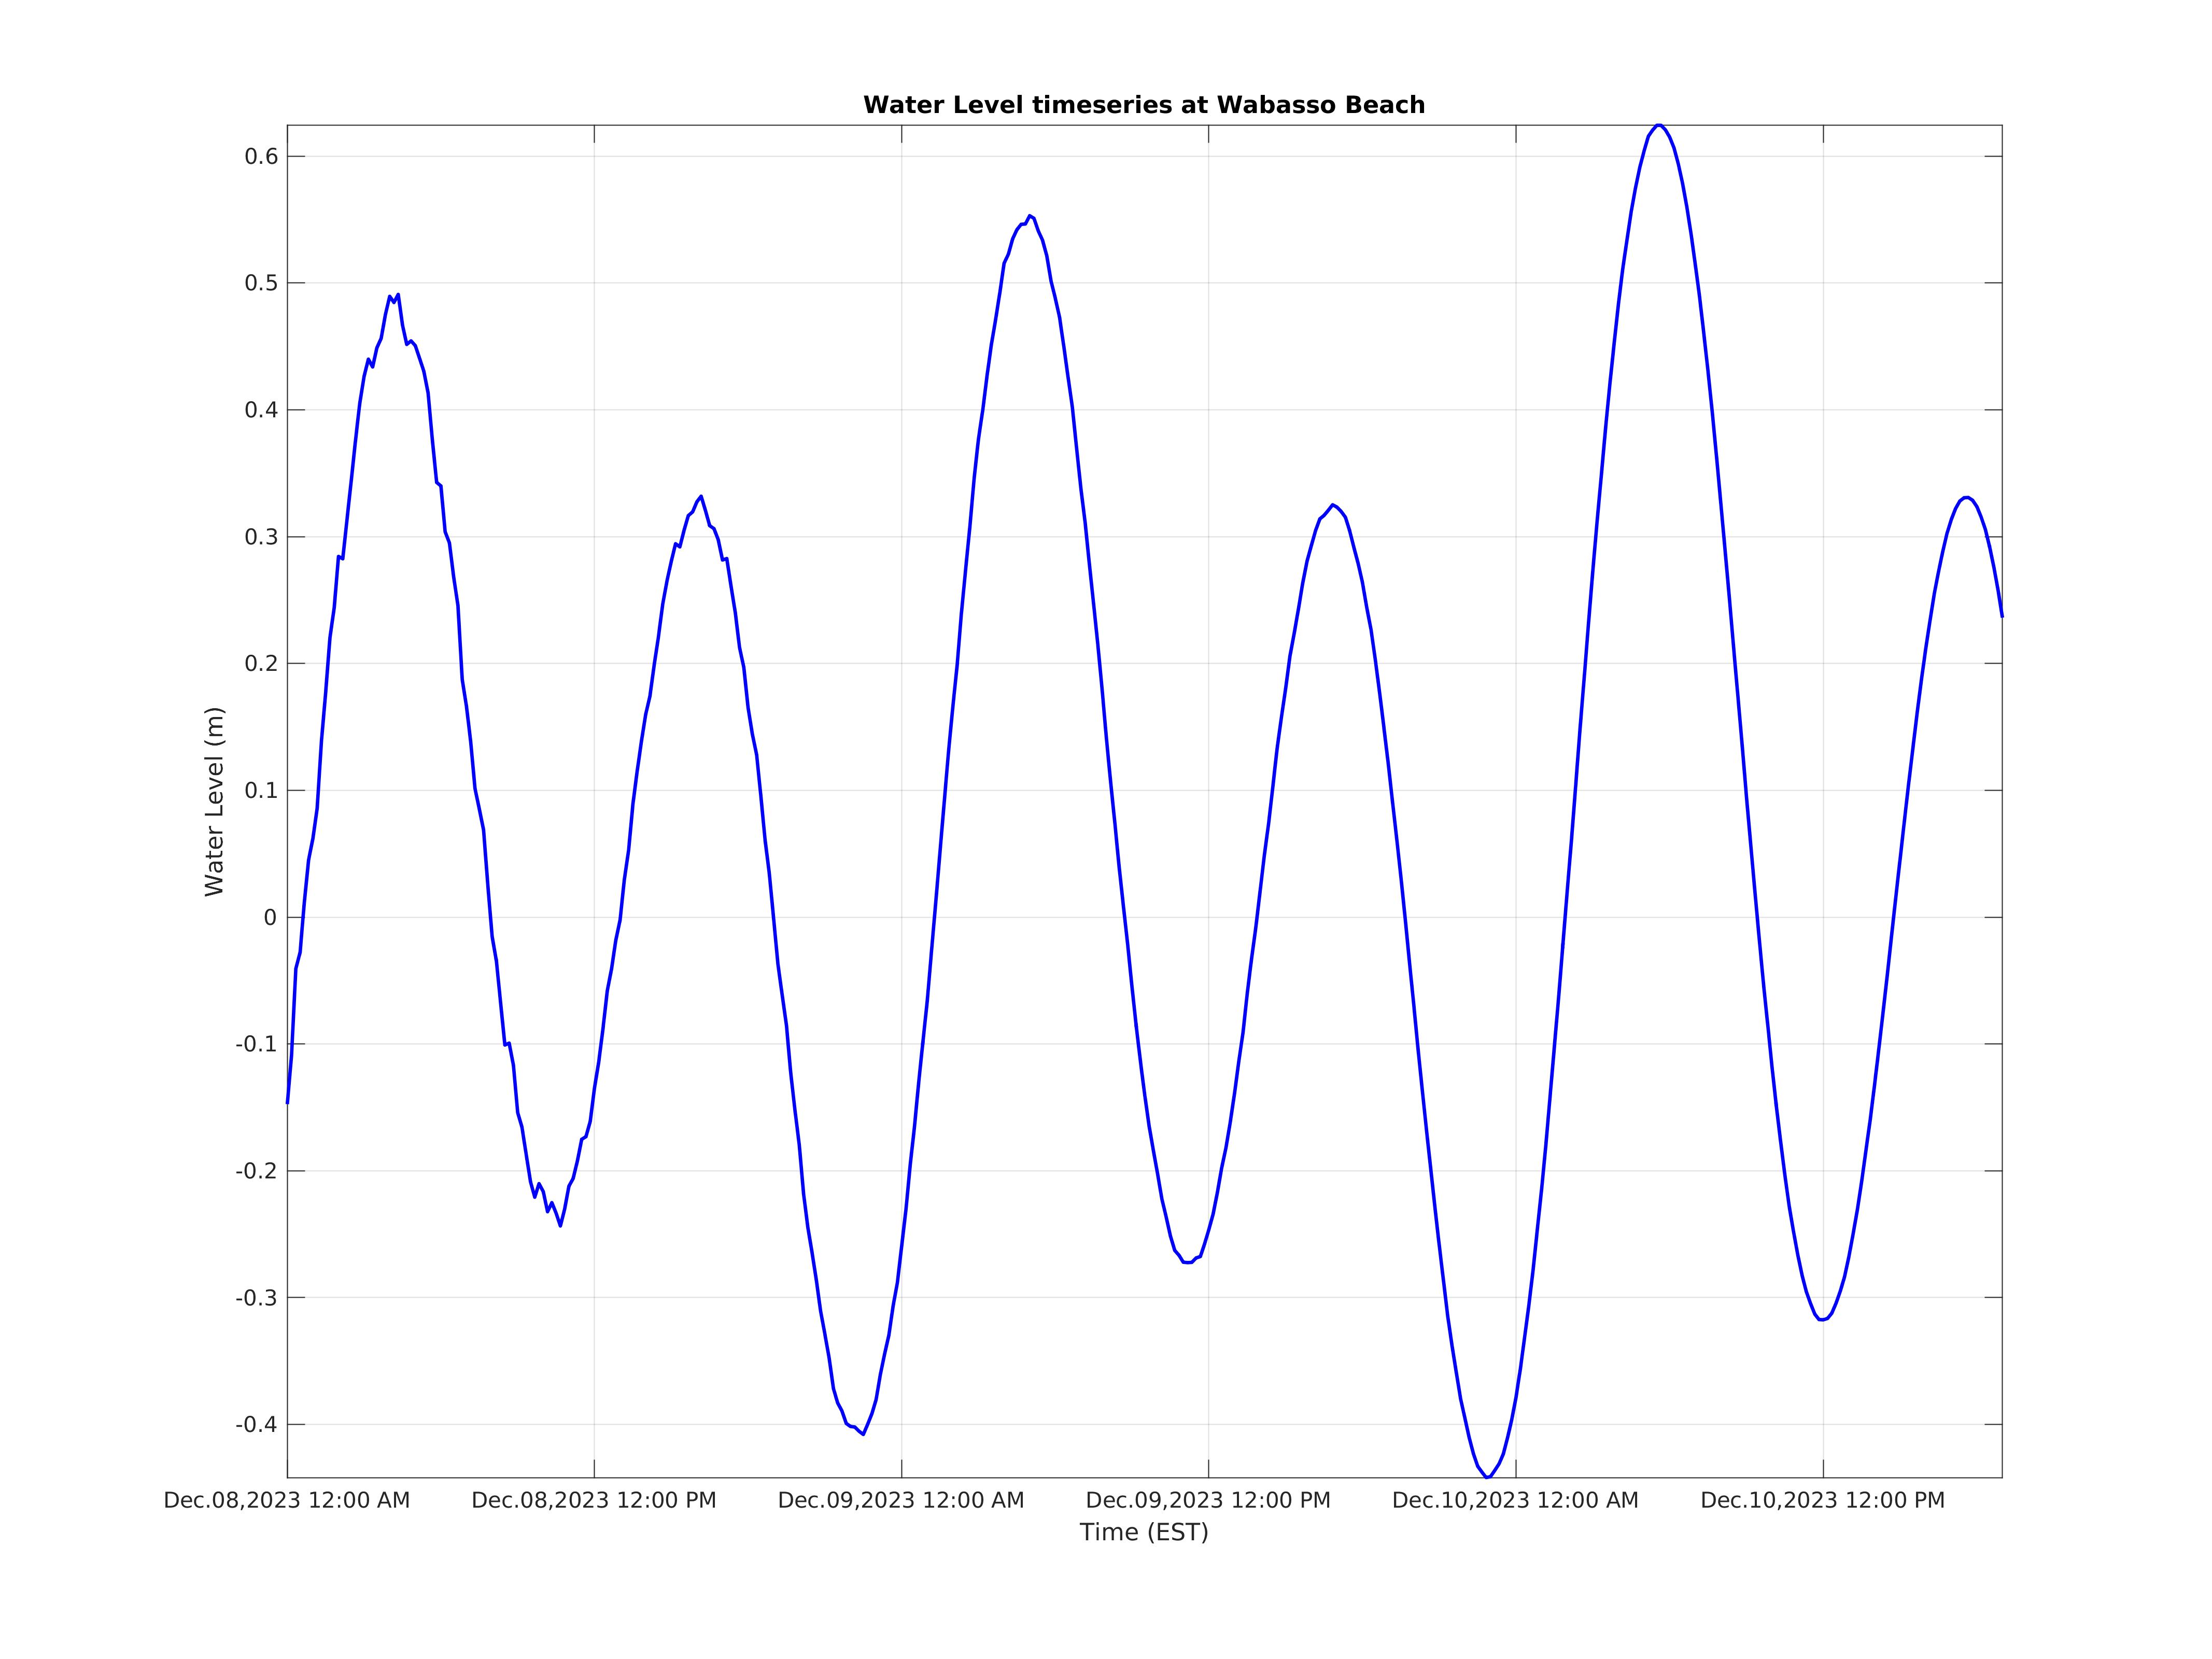 Water Level timeseries at Wabasso Beach
0.6
0.5
0.4
0.3
0.2
0.1
0
-0.1
-0.2
-0.3
-0.4
Water Level (m)
Dec.08,2023 12:00 AM Dec.08,2023 12:00 PM Dec.09,2023 12:00 AM Dec.09,2023 12:00 PM Dec.10,2023 12:00 AM Dec.10,2023 12:00 PM
Time (EST)